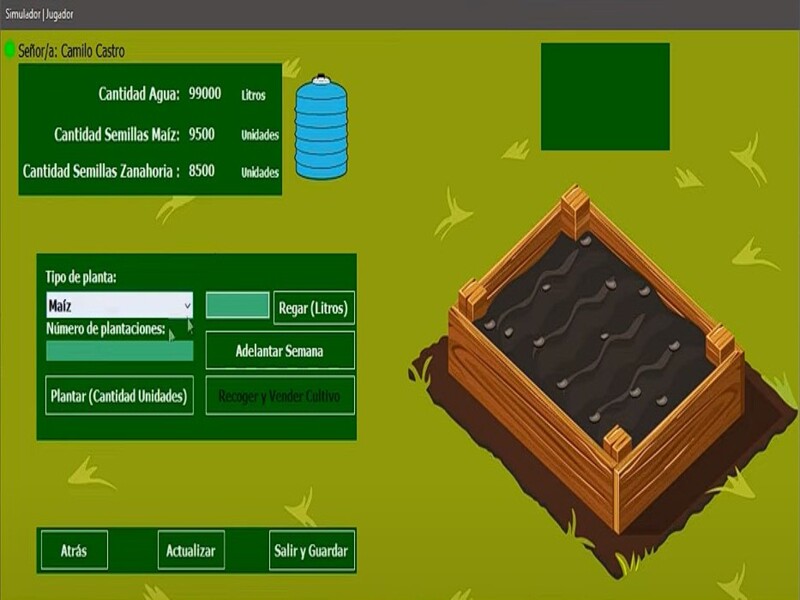 Simulador | Jugador
Señor/a: Camilo Castro
Cantidad Agua: 99000 Litros
Cantidad Semillas Maíz: 9500 Unidades
Cantidad Semillas Zanahoria : 8500 Unidades
Tipo de planta:
Maíz
Regar (Litros)
Número de plantaciones:
Adelantar Semana
Plantar (Cantidad Unidades)
Recoger y Vender Cultivo
Atrás
Actualizar
Salir y Guardar